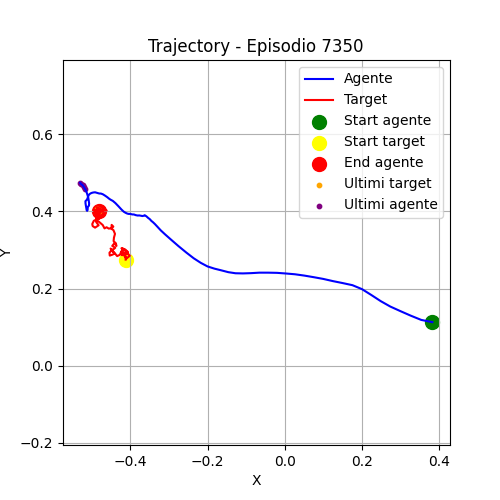 Trajectory - Episodio 7350
Agente
Target
Start agente
Start target
End agente
Ultimi target
Ultimi agente
0.6
0.4
0.2
0.0
−0.2
Y
−0.4
−0.2
0.0
0.2
0.4
X